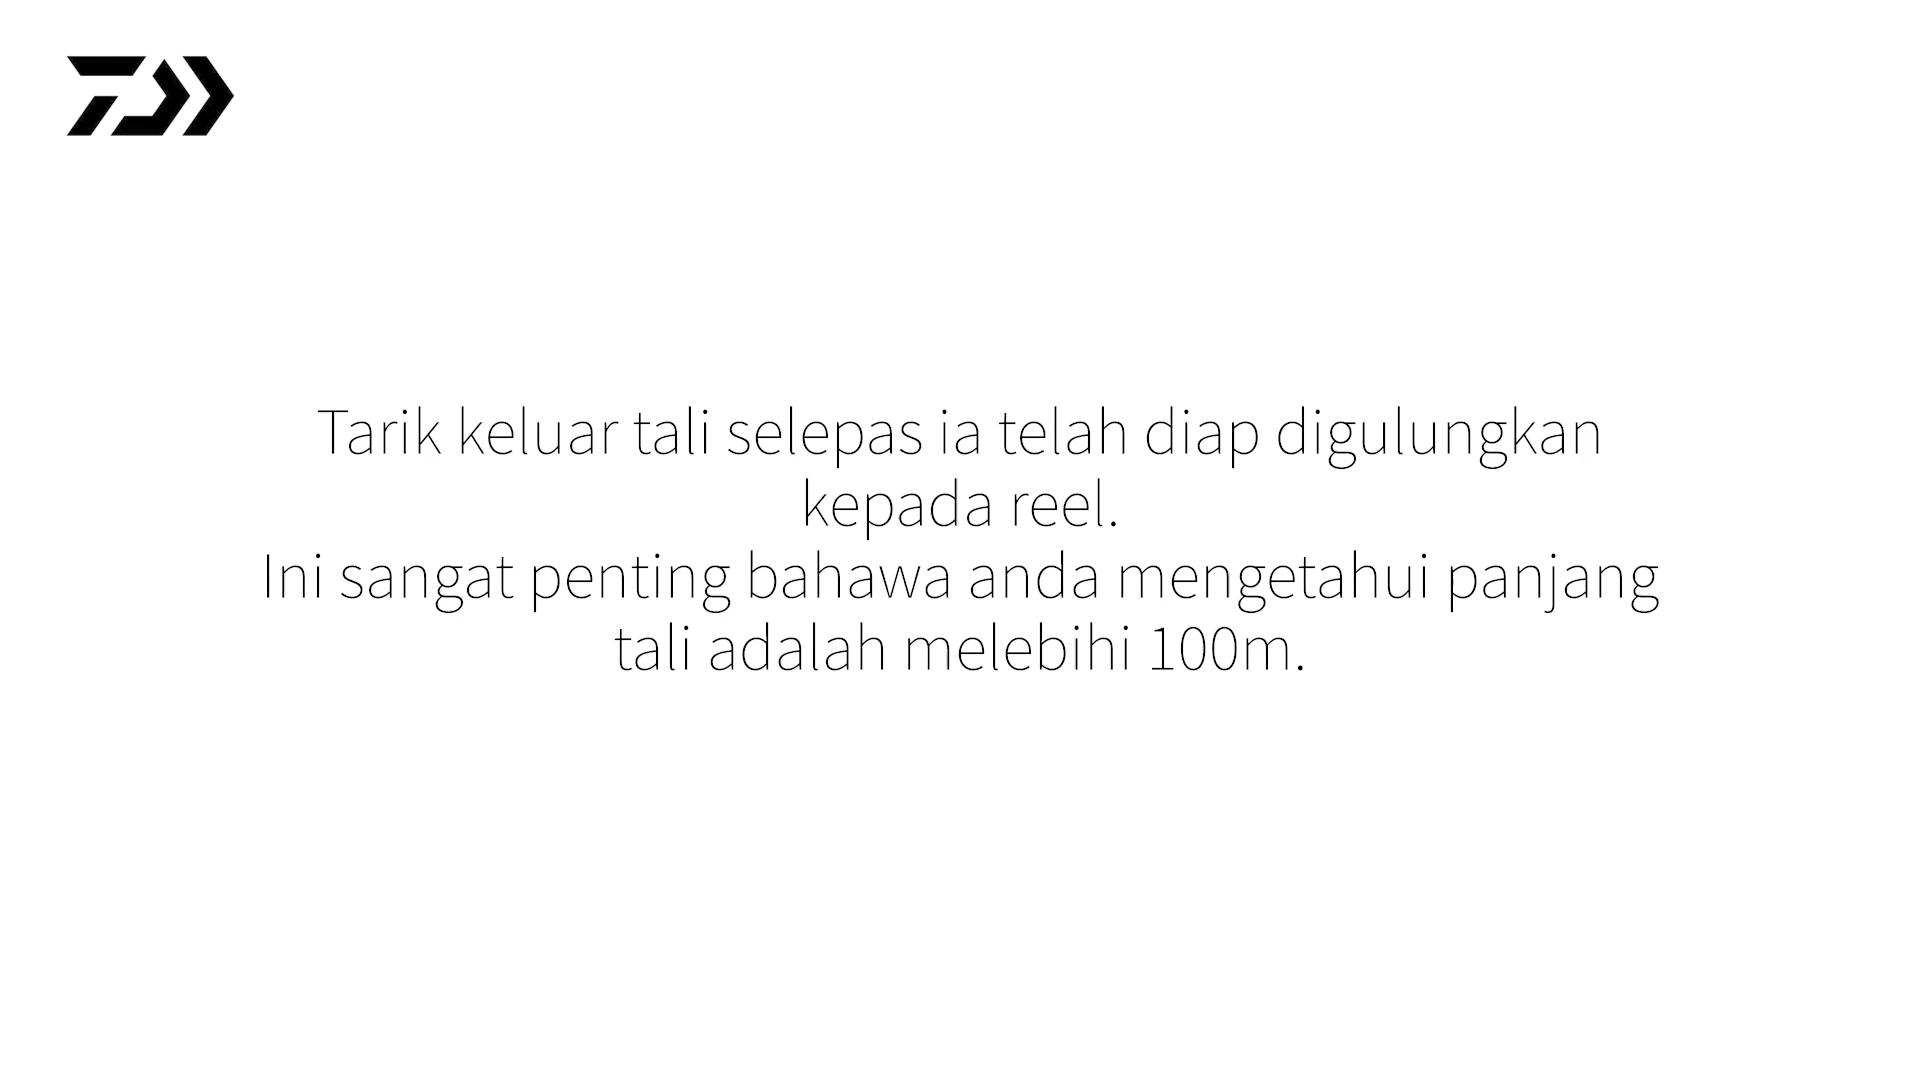 Tarik keluar tali selepas ia telah diap digulungkan
kepada reel.
Ini sangat penting bahawa anda mengetahui panjang
tali adalah melebihi 100m.